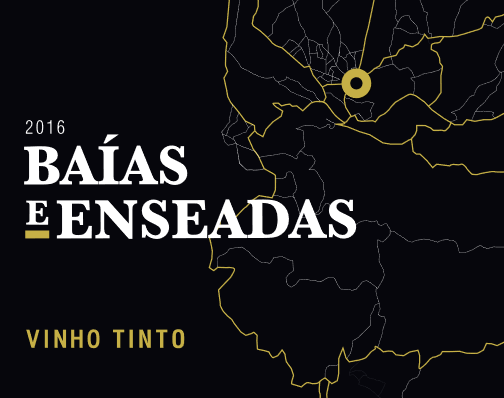 2016
BAÍAS
E ENSEADAS
VINHO TINTO